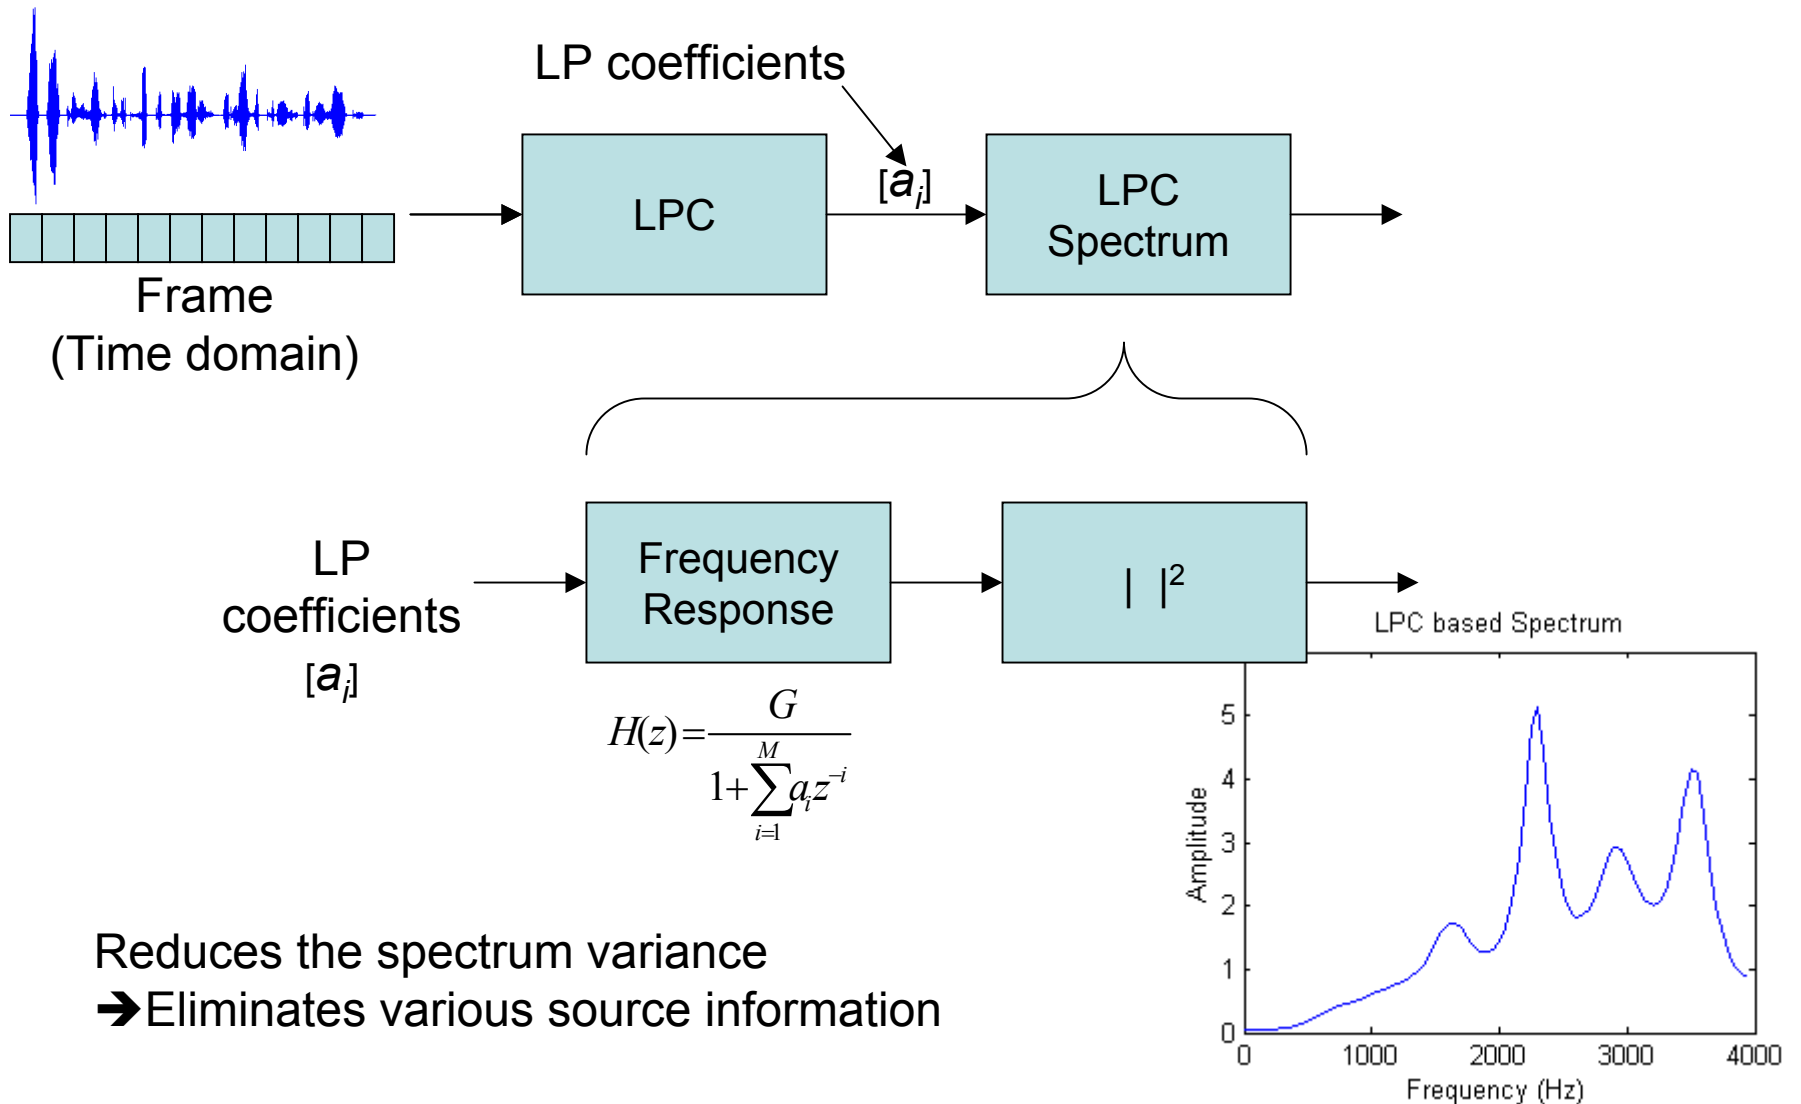 LP coefficients
[a_i]
LPC
LPC
Spectrum
Frame
(Time domain)
LP
coefficients
[a_i]
Frequency
Response
| |²
H(z)=G/(1+∑_{i=1}^{M} a_i z^{-i})
LPC based Spectrum
Amplitude
5
4
3
2
1
0
0 1000 2000 3000 4000
Frequency (Hz)
Reduces the spectrum variance
➔Eliminates various source information